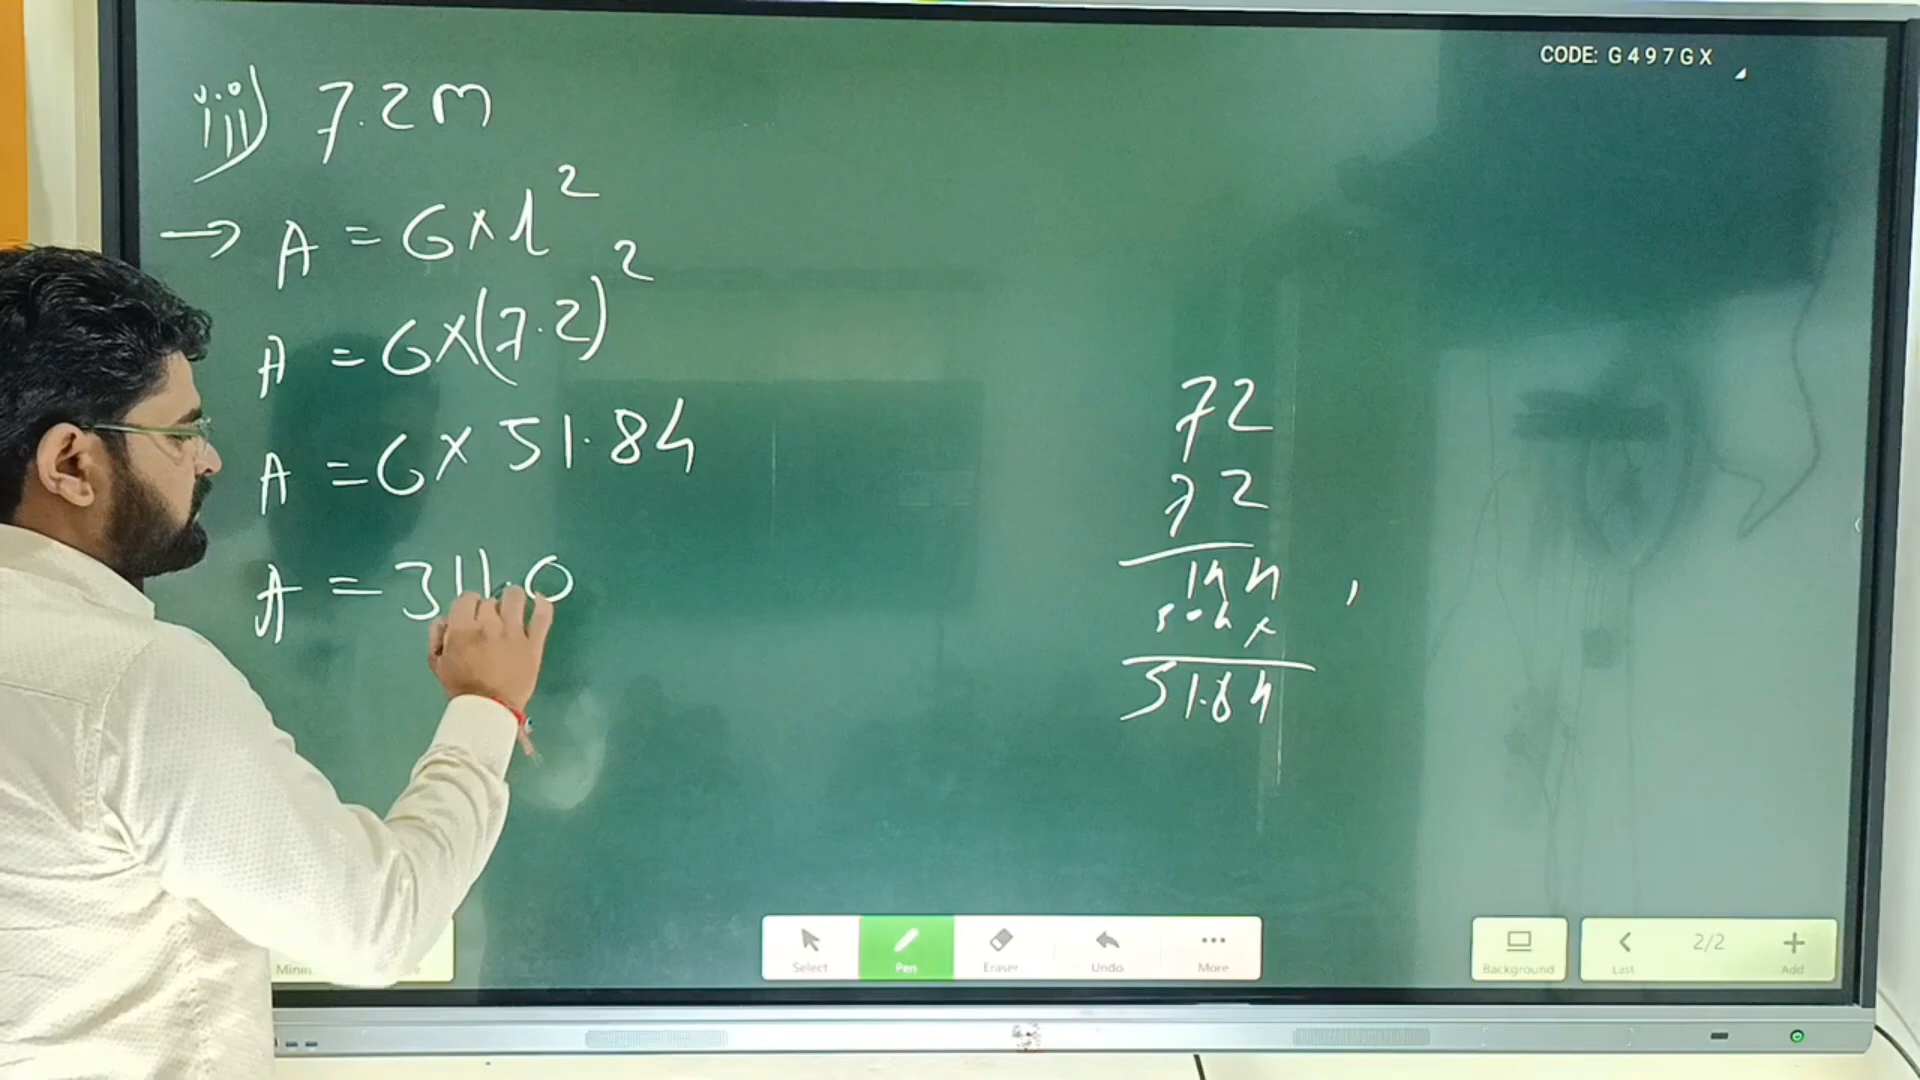 CODE: G497GX
iii) 7.2m
→ A = 6×l²
A = 6×(7.2)²
A = 6×51.84
A = 311.0
72
72
144
504×
51.84
Select
Pen
Eraser
Undo
More
Background
Last
2/2
Add